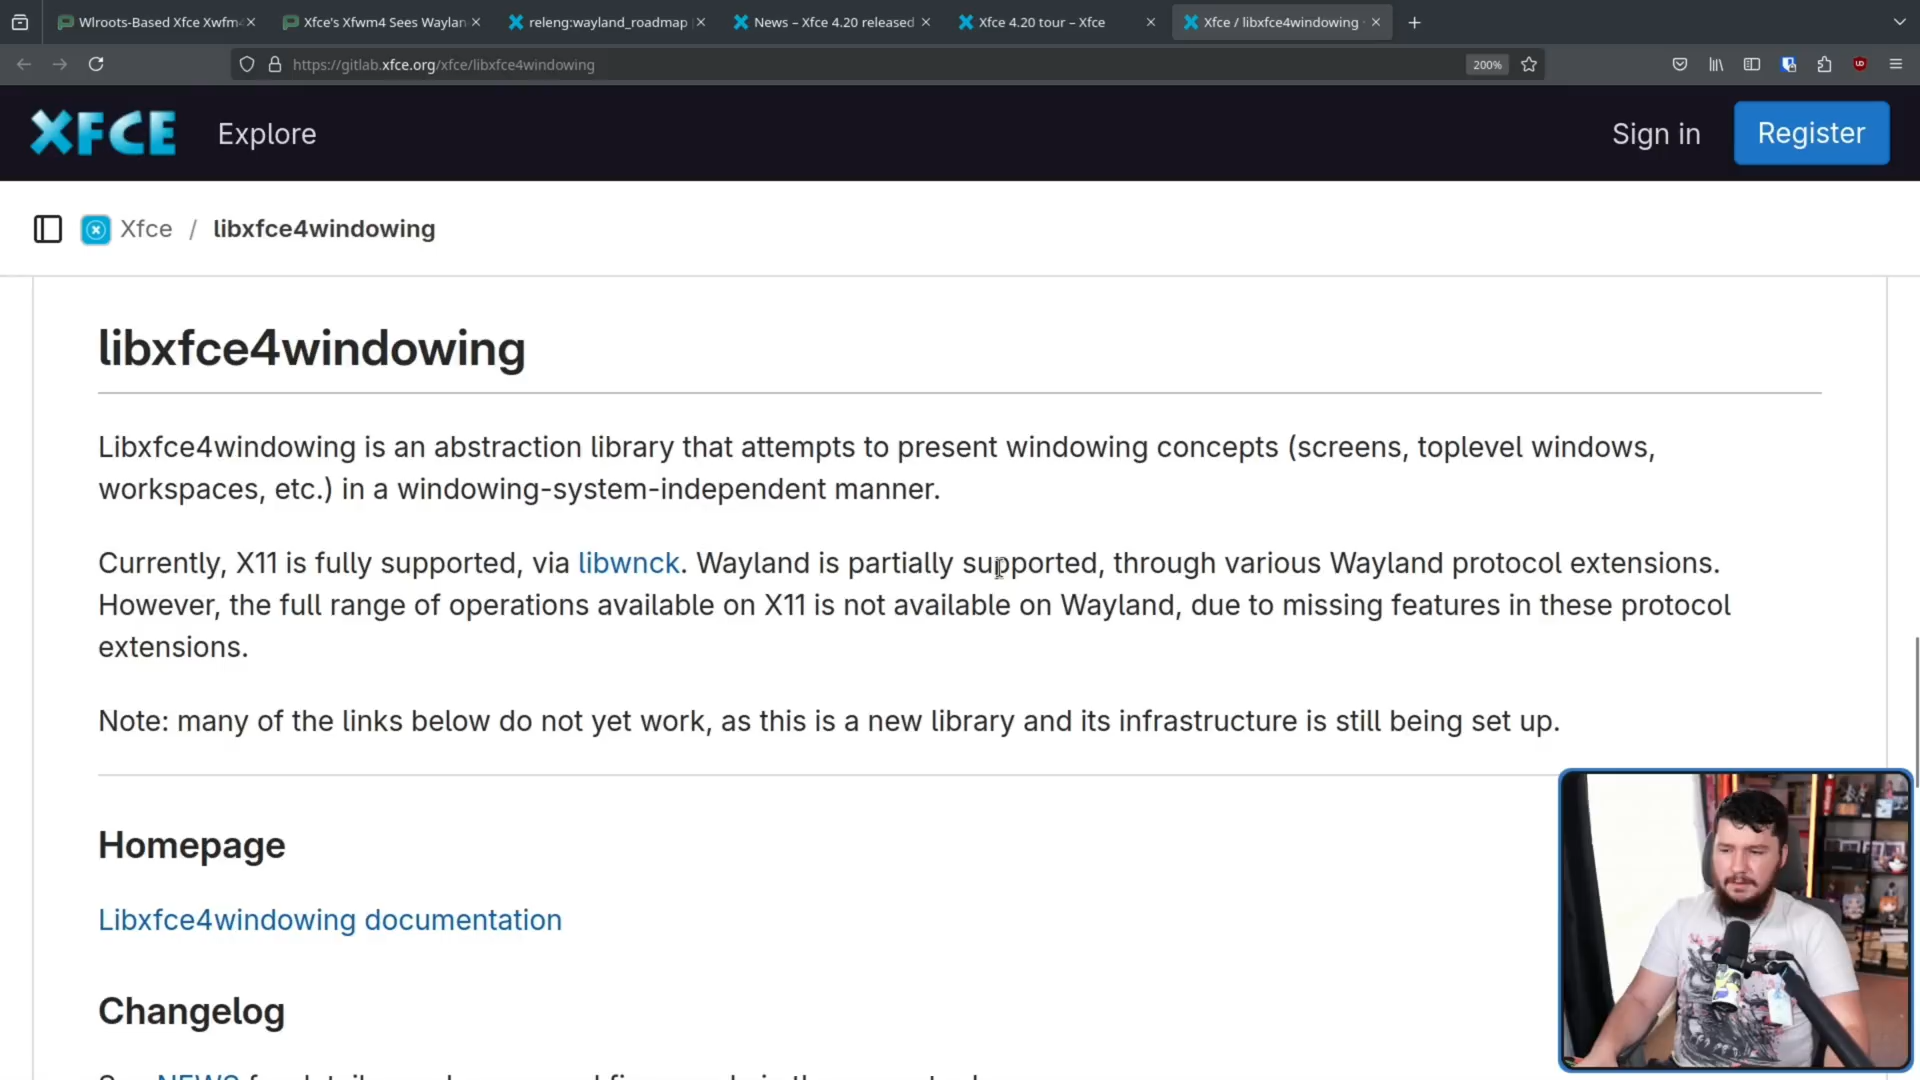 Wlroots-Based Xfce Xwfm4
Xfce's Xfwm4 Sees Waylan
releng:wayland_roadmap
News – Xfce 4.20 released
Xfce 4.20 tour – Xfce
Xfce / libxfce4windowing
https://gitlab.xfce.org/xfce/libxfce4windowing
200%
XFCE
Explore
Sign in
Register
Xfce / libxfce4windowing
libxfce4windowing
Libxfce4windowing is an abstraction library that attempts to present windowing concepts (screens, toplevel windows,
workspaces, etc.) in a windowing-system-independent manner.
Currently, X11 is fully supported, via libwnck. Wayland is partially supported, through various Wayland protocol extensions.
However, the full range of operations available on X11 is not available on Wayland, due to missing features in these protocol
extensions.
Note: many of the links below do not yet work, as this is a new library and its infrastructure is still being set up.
Homepage
Libxfce4windowing documentation
Changelog